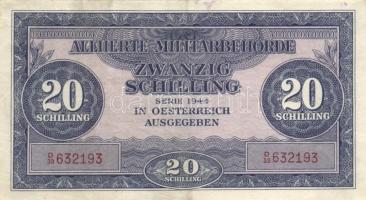 ALLIIERTE MILITÄRBEHÖRDE
ZWANZIG
SCHILLING
SERIE 1944
IN OESTERREICH
AUSGEGEBEN
20
SCHILLING
20
SCHILLING
632193
632193
20
SCHILLING